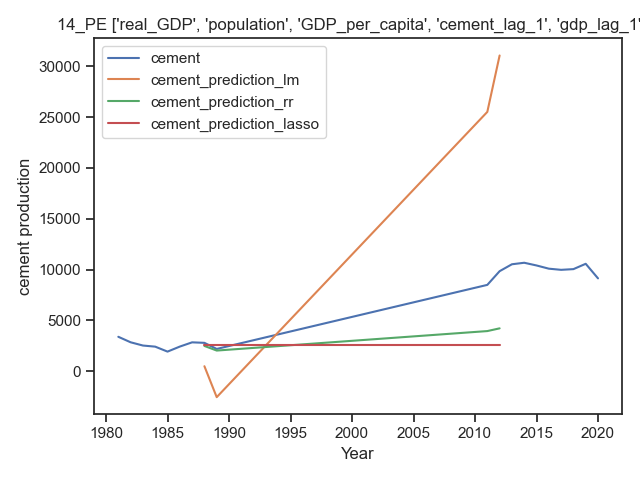 14_PE ['real_GDP', 'population', 'GDP_per_capita', 'cement_lag_1', 'gdp_lag_1'
cement
cement_prediction_lm
cement_prediction_rr
cement_prediction_lasso
30000
25000
20000
15000
10000
5000
0
cement production
1980 1985 1990 1995 2000 2005 2010 2015 2020
Year